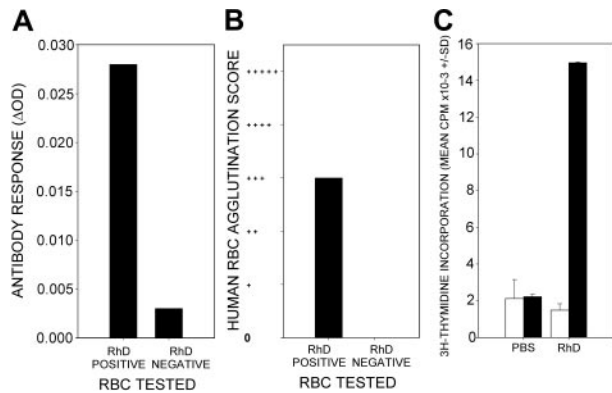 A
ANTIBODY RESPONSE (ΔOD)
0.030
0.025
0.020
0.015
0.010
0.005
0.000
RhD POSITIVE
RhD NEGATIVE
RBC TESTED
B
HUMAN RBC AGGLUTINATION SCORE
+++++
++++
+++
++
+
0
RhD POSITIVE
RhD NEGATIVE
RBC TESTED
C
3H-THYMIDINE INCORPORATION (MEAN CPM x10-3 +/-SD)
16
14
12
10
8
6
4
2
0
PBS
RhD